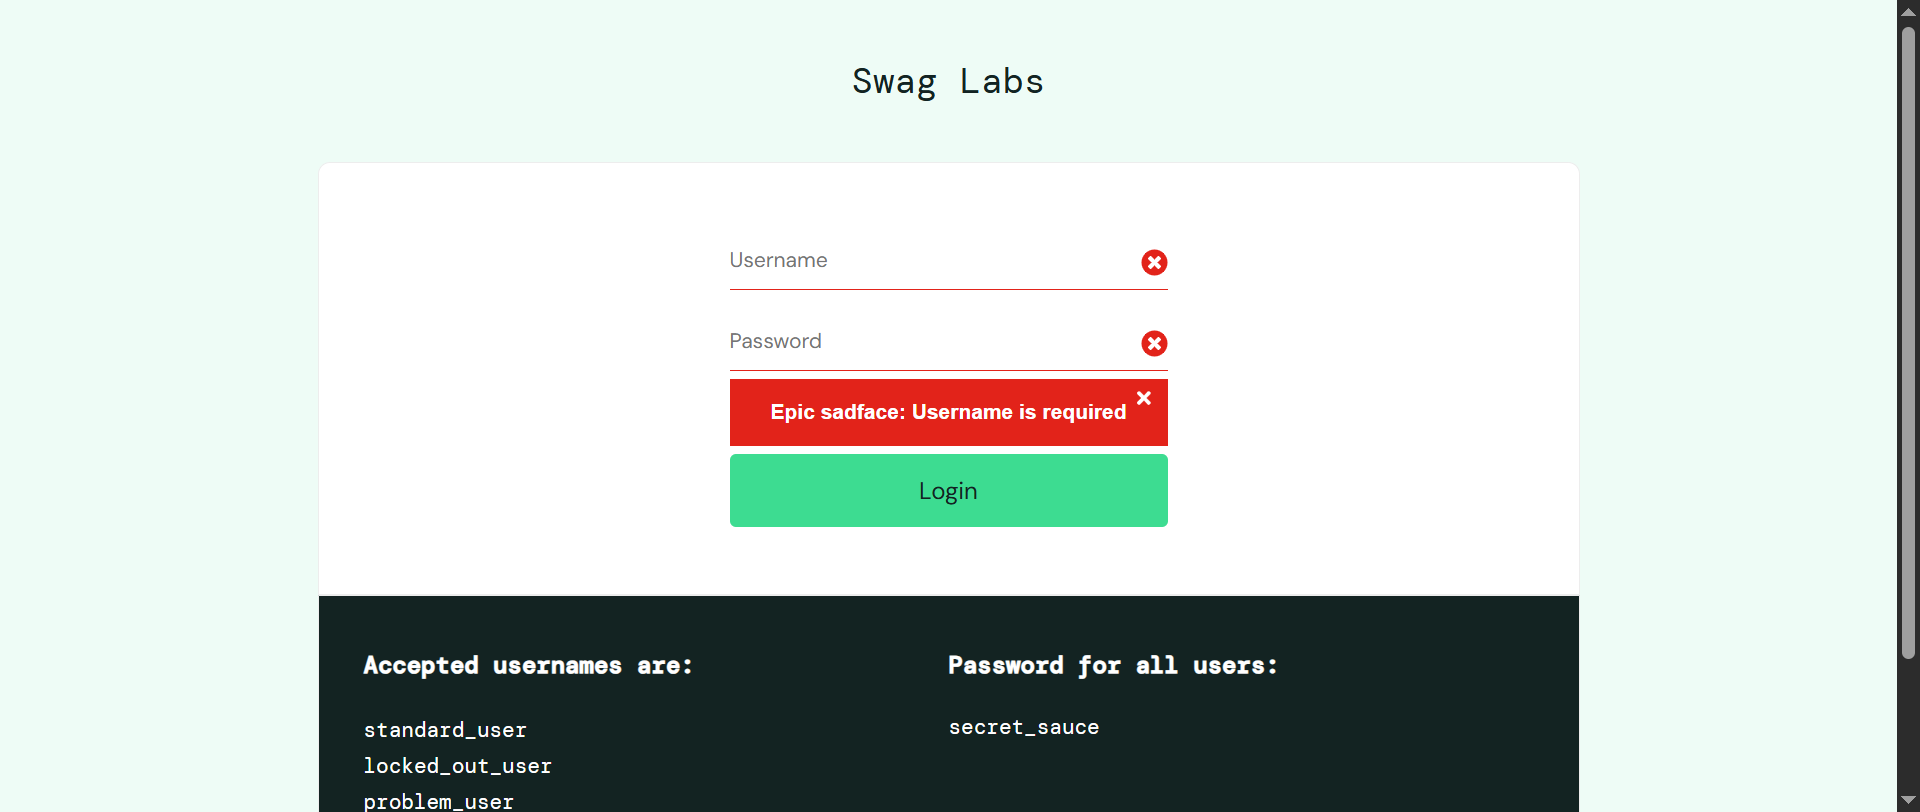 Swag Labs
Username
Password
Epic sadface: Username is required
Login
Accepted usernames are:
standard_user
locked_out_user
problem_user
Password for all users:
secret_sauce